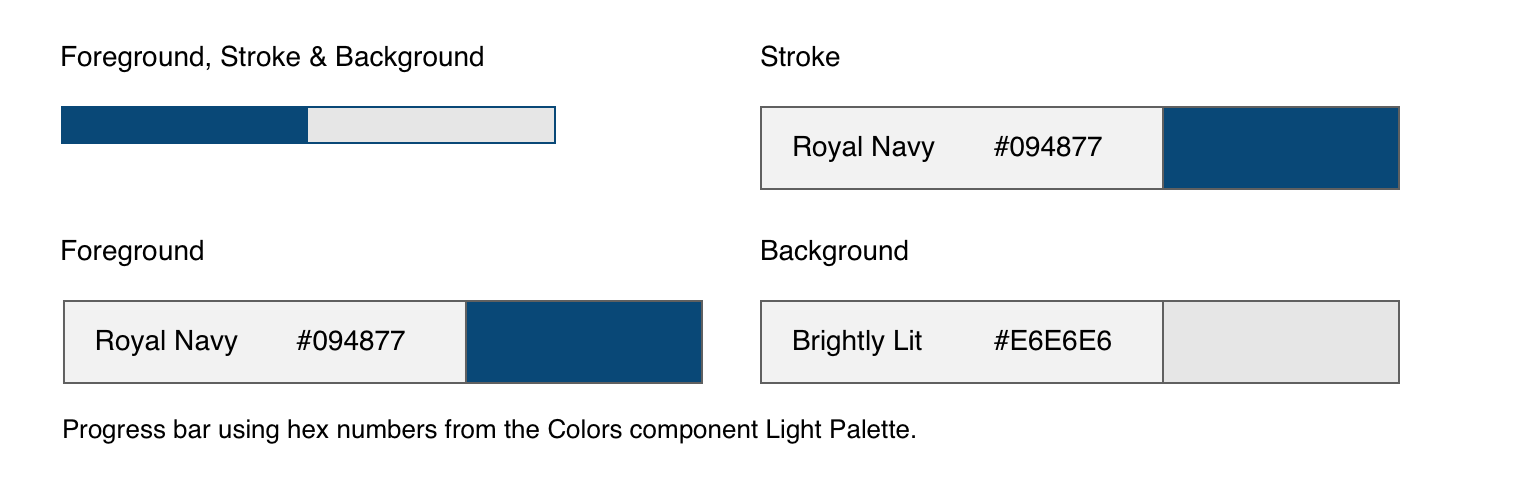 Foreground, Stroke & Background
Stroke
Royal Navy #094877
Foreground
Royal Navy #094877
Background
Brightly Lit #E6E6E6
Progress bar using hex numbers from the Colors component Light Palette.